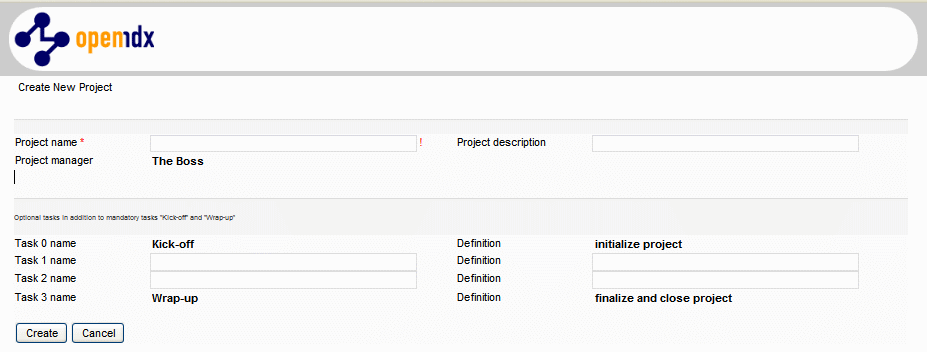 openmdx
Create New Project
Project name * ! Project description
Project manager The Boss
Optional tasks in addition to mandatory tasks "Kick-off" and "Wrap-up"
Task 0 name Kick-off Definition initialize project
Task 1 name Definition
Task 2 name Definition
Task 3 name Wrap-up Definition finalize and close project
Create Cancel